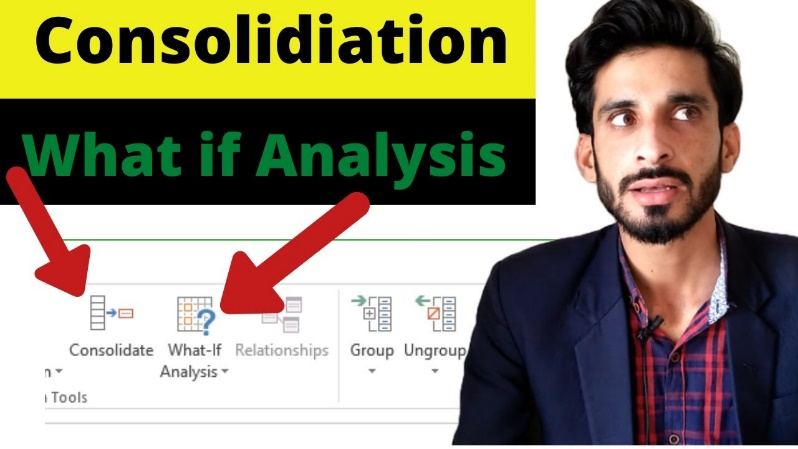 Consolidiation
What if Analysis
Consolidate
What-If
Analysis
Relationships
Group
Ungroup
Tools